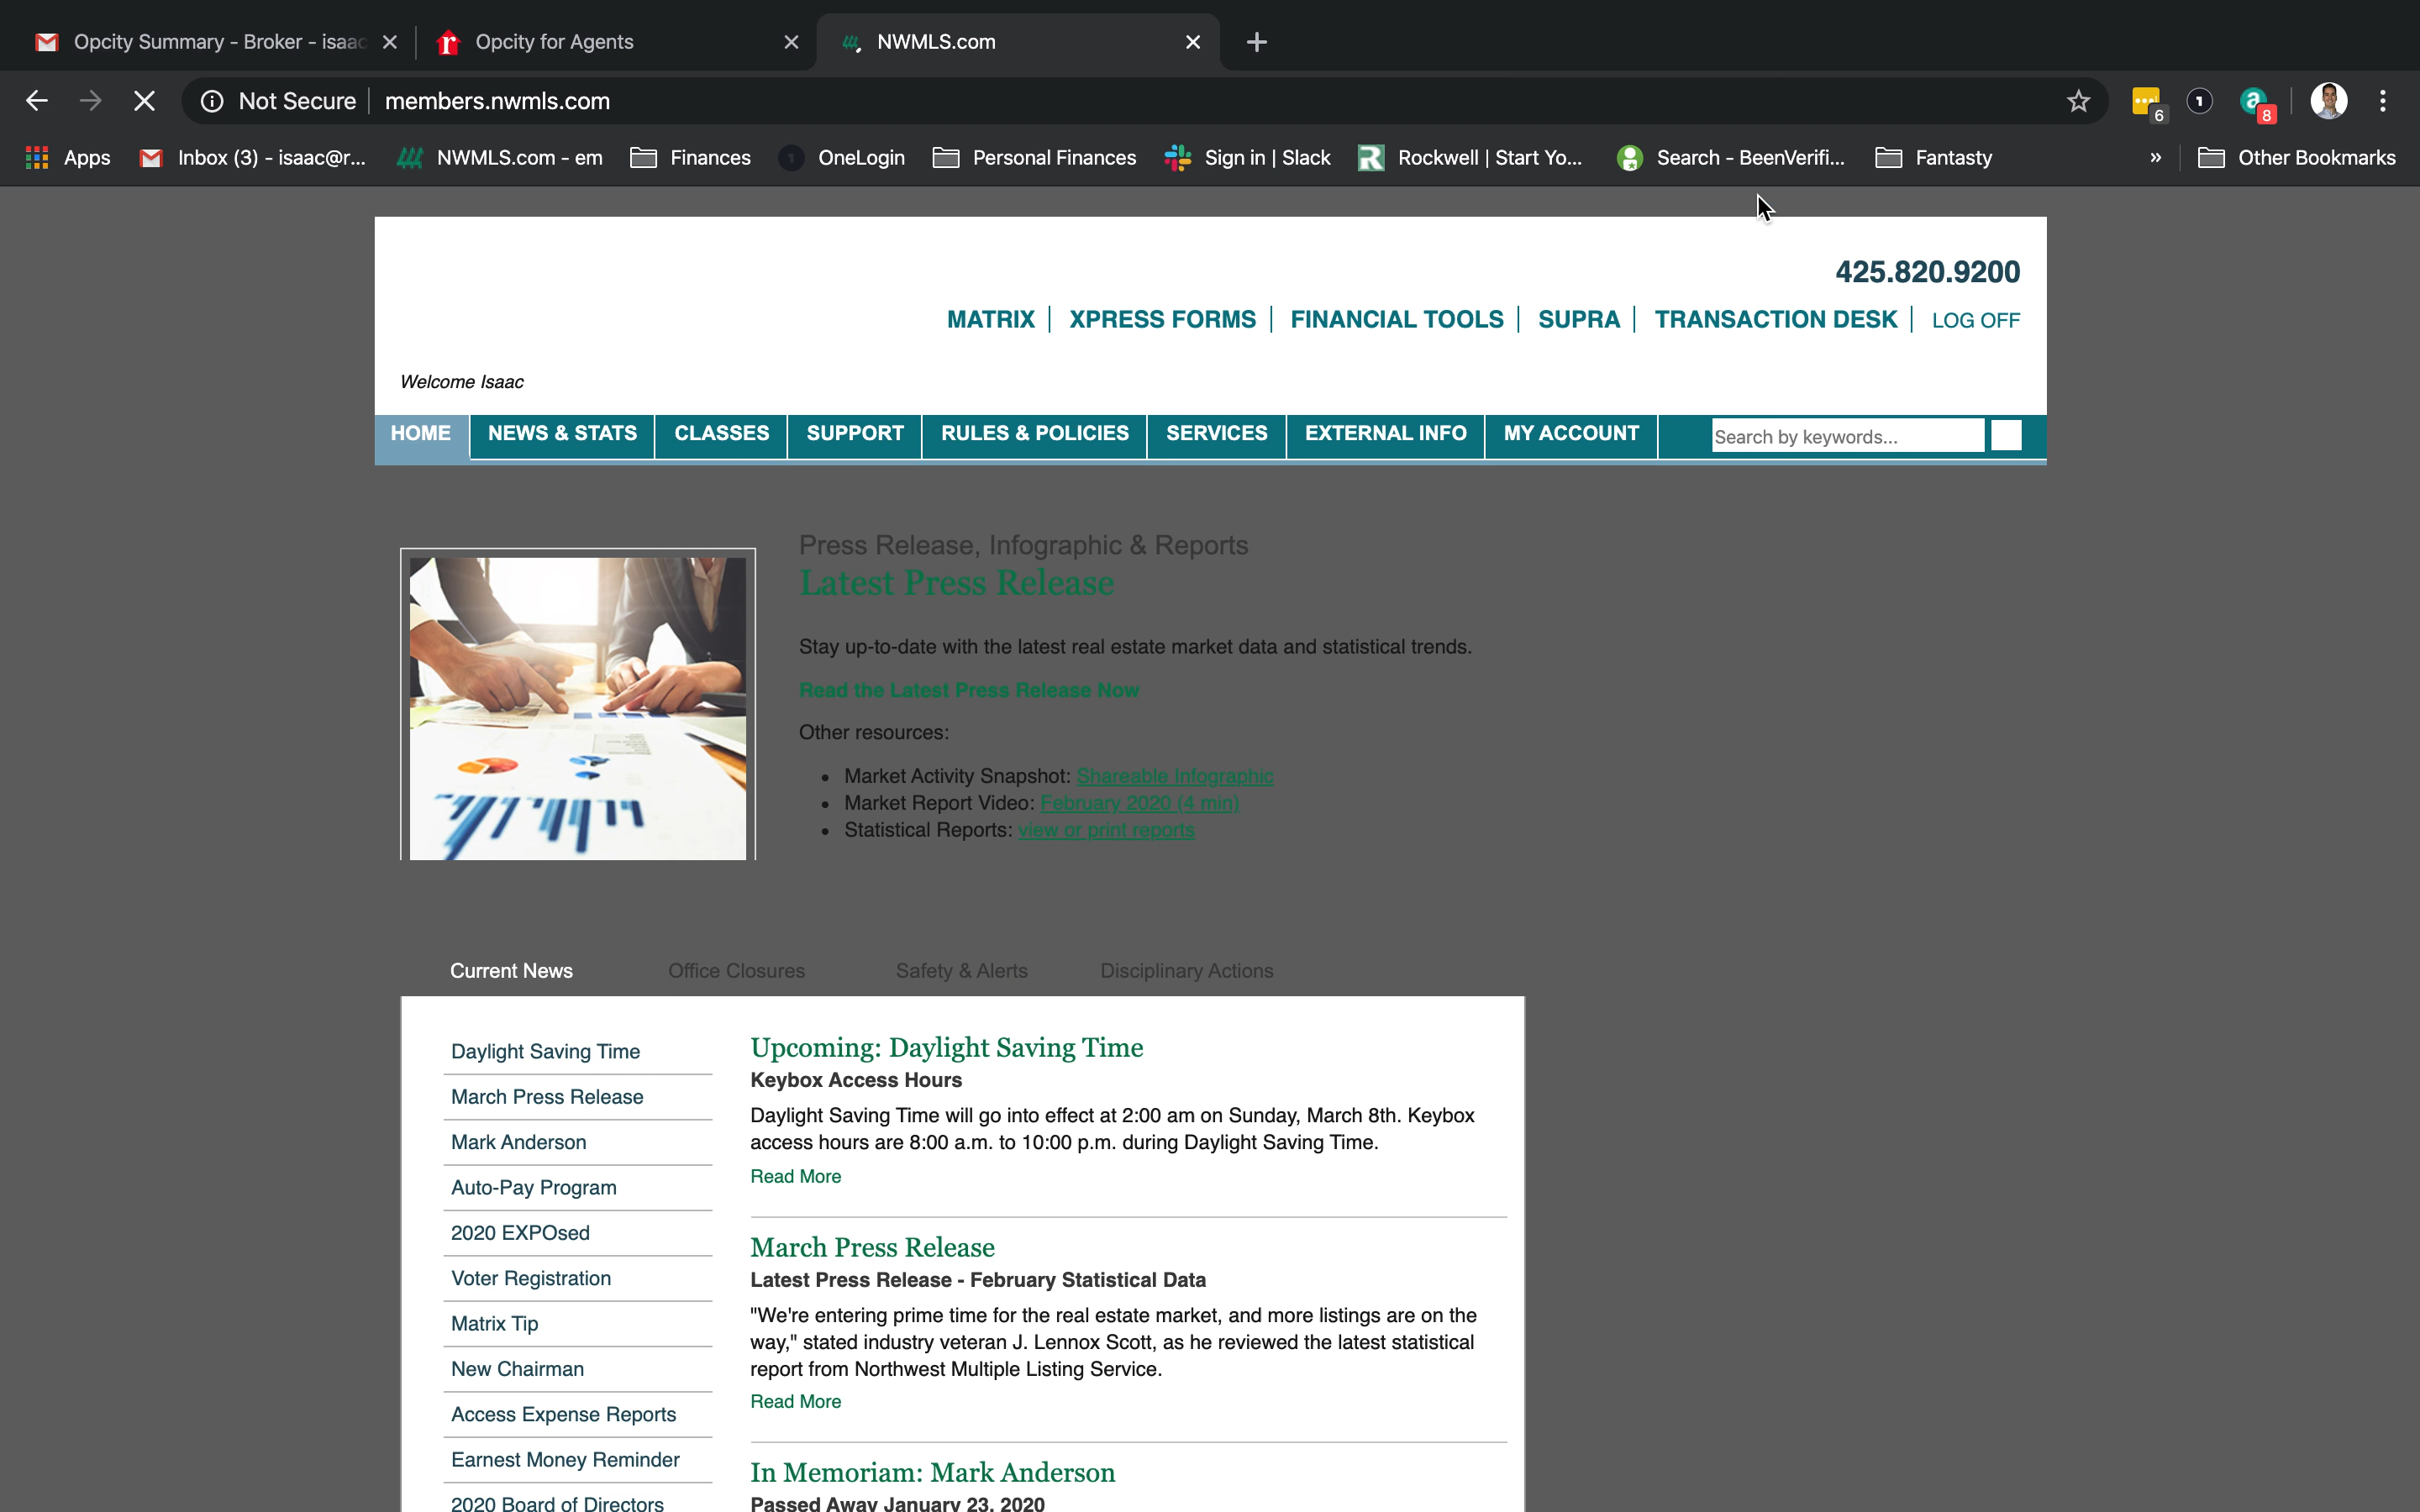 Opcity Summary - Broker - isaac
Opcity for Agents
NWMLS.com
Not Secure
members.nwmls.com
6
1
a
8
Apps
Inbox (3) - isaac@r...
NWMLS.com - em
Finances
OneLogin
Personal Finances
Sign in | Slack
Rockwell | Start Yo...
Search - BeenVerifi...
Fantasty
»
Other Bookmarks
425.820.9200
MATRIX
XPRESS FORMS
FINANCIAL TOOLS
SUPRA
TRANSACTION DESK
LOG OFF
Welcome Isaac
HOME
NEWS & STATS
CLASSES
SUPPORT
RULES & POLICIES
SERVICES
EXTERNAL INFO
MY ACCOUNT
Search by keywords...
Press Release, Infographic & Reports
Latest Press Release
Stay up-to-date with the latest real estate market data and statistical trends.
Read the Latest Press Release Now
Other resources:
Market Activity Snapshot: Shareable Infographic
Market Report Video: February 2020 (4 min)
Statistical Reports: view or print reports
Current News
Office Closures
Safety & Alerts
Disciplinary Actions
Daylight Saving Time
March Press Release
Mark Anderson
Auto-Pay Program
2020 EXPOsed
Voter Registration
Matrix Tip
New Chairman
Access Expense Reports
Earnest Money Reminder
2020 Board of Directors
Upcoming: Daylight Saving Time
Keybox Access Hours
Daylight Saving Time will go into effect at 2:00 am on Sunday, March 8th. Keybox
access hours are 8:00 a.m. to 10:00 p.m. during Daylight Saving Time.
Read More
March Press Release
Latest Press Release - February Statistical Data
"We're entering prime time for the real estate market, and more listings are on the
way," stated industry veteran J. Lennox Scott, as he reviewed the latest statistical
report from Northwest Multiple Listing Service.
Read More
In Memoriam: Mark Anderson
Passed Away January 23, 2020